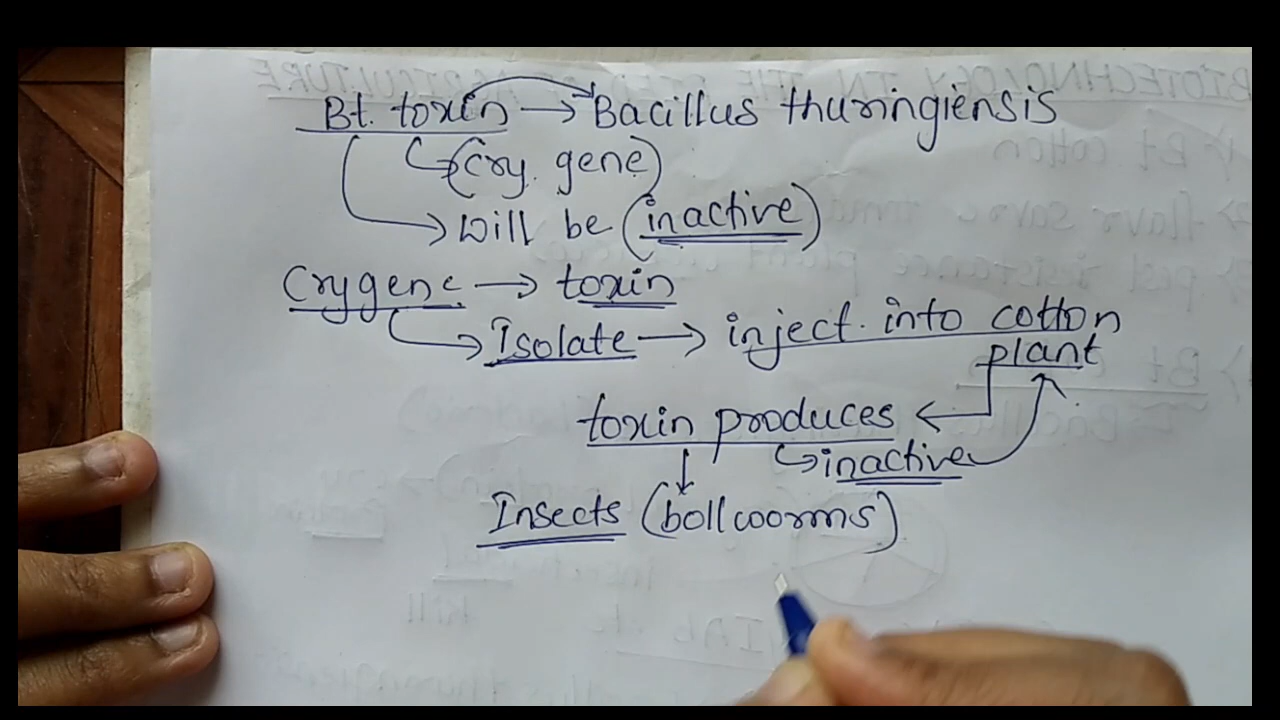 Bt. toxin → Bacillus thuringiensis
(cry. gene)
Will be (inactive)
Crygene → toxin
Isolate → inject. into cotton
plant
toxin produces
inactive
Insects (bollworms)